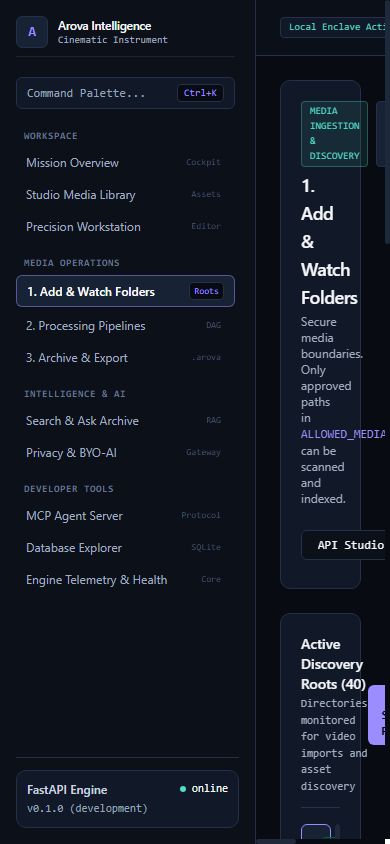 A
Arova Intelligence
Cinematic Instrument
Command Palette...
Ctrl+K
WORKSPACE
Mission Overview
Cockpit
Studio Media Library
Assets
Precision Workstation
Editor
MEDIA OPERATIONS
1. Add & Watch Folders
Roots
2. Processing Pipelines
DAG
3. Archive & Export
.arova
INTELLIGENCE & AI
Search & Ask Archive
RAG
Privacy & BYO-AI
Gateway
DEVELOPER TOOLS
MCP Agent Server
Protocol
Database Explorer
SQLite
Engine Telemetry & Health
Core
FastAPI Engine
online
v0.1.0 (development)
Local Enclave Acti
MEDIA
INGESTION
&
DISCOVERY
1.
Add
&
Watch
Folders
Secure
media
boundaries.
Only
approved
paths
in
ALLOWED_MEDIA
can be
scanned
and
indexed.
API Studio
Active
Discovery
Roots (40)
Directories
monitored
for video
imports and
asset
discovery